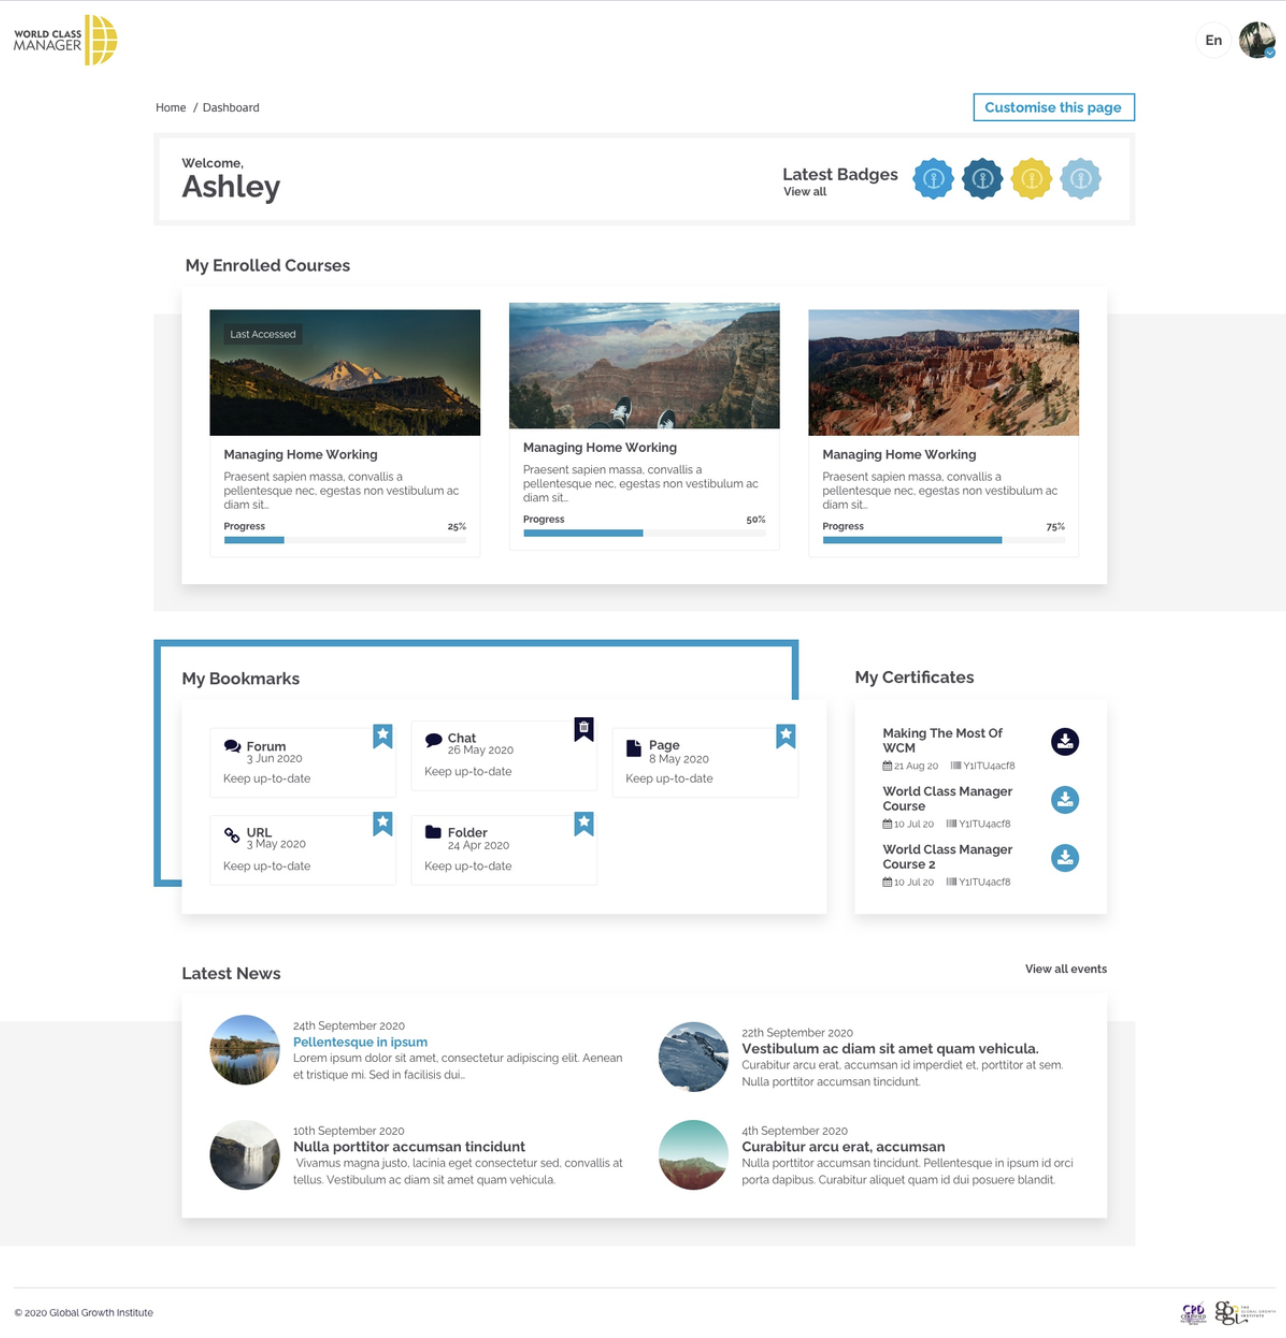 WORLD CLASS
MANAGER
En
Home / Dashboard
Customise this page
Welcome,
Ashley
Latest Badges
View all
My Enrolled Courses
Last Accessed
Managing Home Working
Praesent sapien massa, convallis a
pellentesque nec, egestas non vestibulum ac
diam sit...
Progress 25%
Managing Home Working
Praesent sapien massa, convallis a
pellentesque nec, egestas non vestibulum ac
diam sit...
Progress 50%
Managing Home Working
Praesent sapien massa, convallis a
pellentesque nec, egestas non vestibulum ac
diam sit...
Progress 75%
My Bookmarks
Forum
3 Jun 2020
Keep up-to-date
Chat
26 May 2020
Keep up-to-date
Page
8 May 2020
Keep up-to-date
URL
3 May 2020
Keep up-to-date
Folder
24 Apr 2020
Keep up-to-date
My Certificates
Making The Most Of
WCM
21 Aug 20 Y1ITU4acf8
World Class Manager
Course
10 Jul 20 Y1ITU4acf8
World Class Manager
Course 2
10 Jul 20 Y1ITU4acf8
Latest News
View all events
24th September 2020
Pellentesque in ipsum
Lorem ipsum dolor sit amet, consectetur adipiscing elit. Aenean
et tristique mi. Sed in facilisis dui...
22th September 2020
Vestibulum ac diam sit amet quam vehicula.
Curabitur arcu erat, accumsan id imperdiet et, porttitor at sem.
Nulla porttitor accumsan tincidunt.
10th September 2020
Nulla porttitor accumsan tincidunt
Vivamus magna justo, lacinia eget consectetur sed, convallis at
tellus. Vestibulum ac diam sit amet quam vehicula.
4th September 2020
Curabitur arcu erat, accumsan
Nulla porttitor accumsan tincidunt. Pellentesque in ipsum id orci
porta dapibus. Curabitur aliquet quam id dui posuere blandit.
© 2020 Global Growth Institute
CPD
THE
GLOBAL GROWTH
INSTITUTE